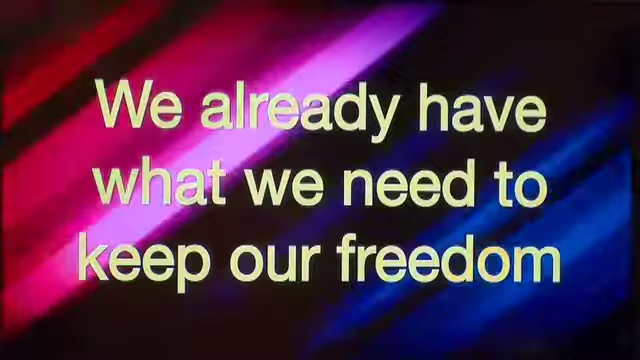 We already have
what we need to
keep our freedom